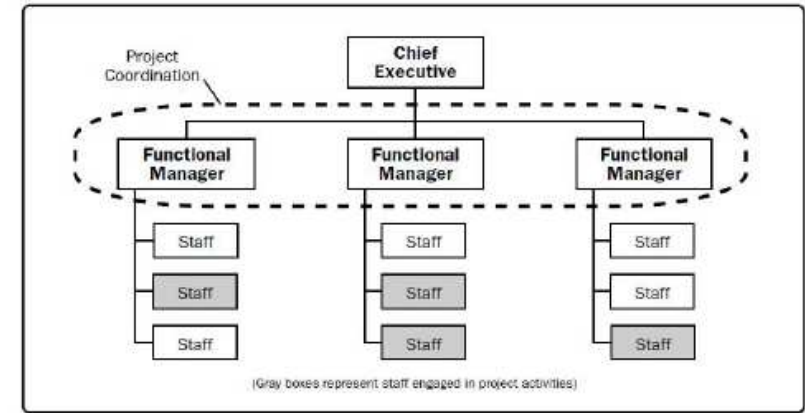 Project
Coordination
Chief
Executive
Functional
Manager
Functional
Manager
Functional
Manager
Staff
Staff
Staff
Staff
Staff
Staff
Staff
Staff
Staff
(Gray boxes represent staff engaged in project activities)